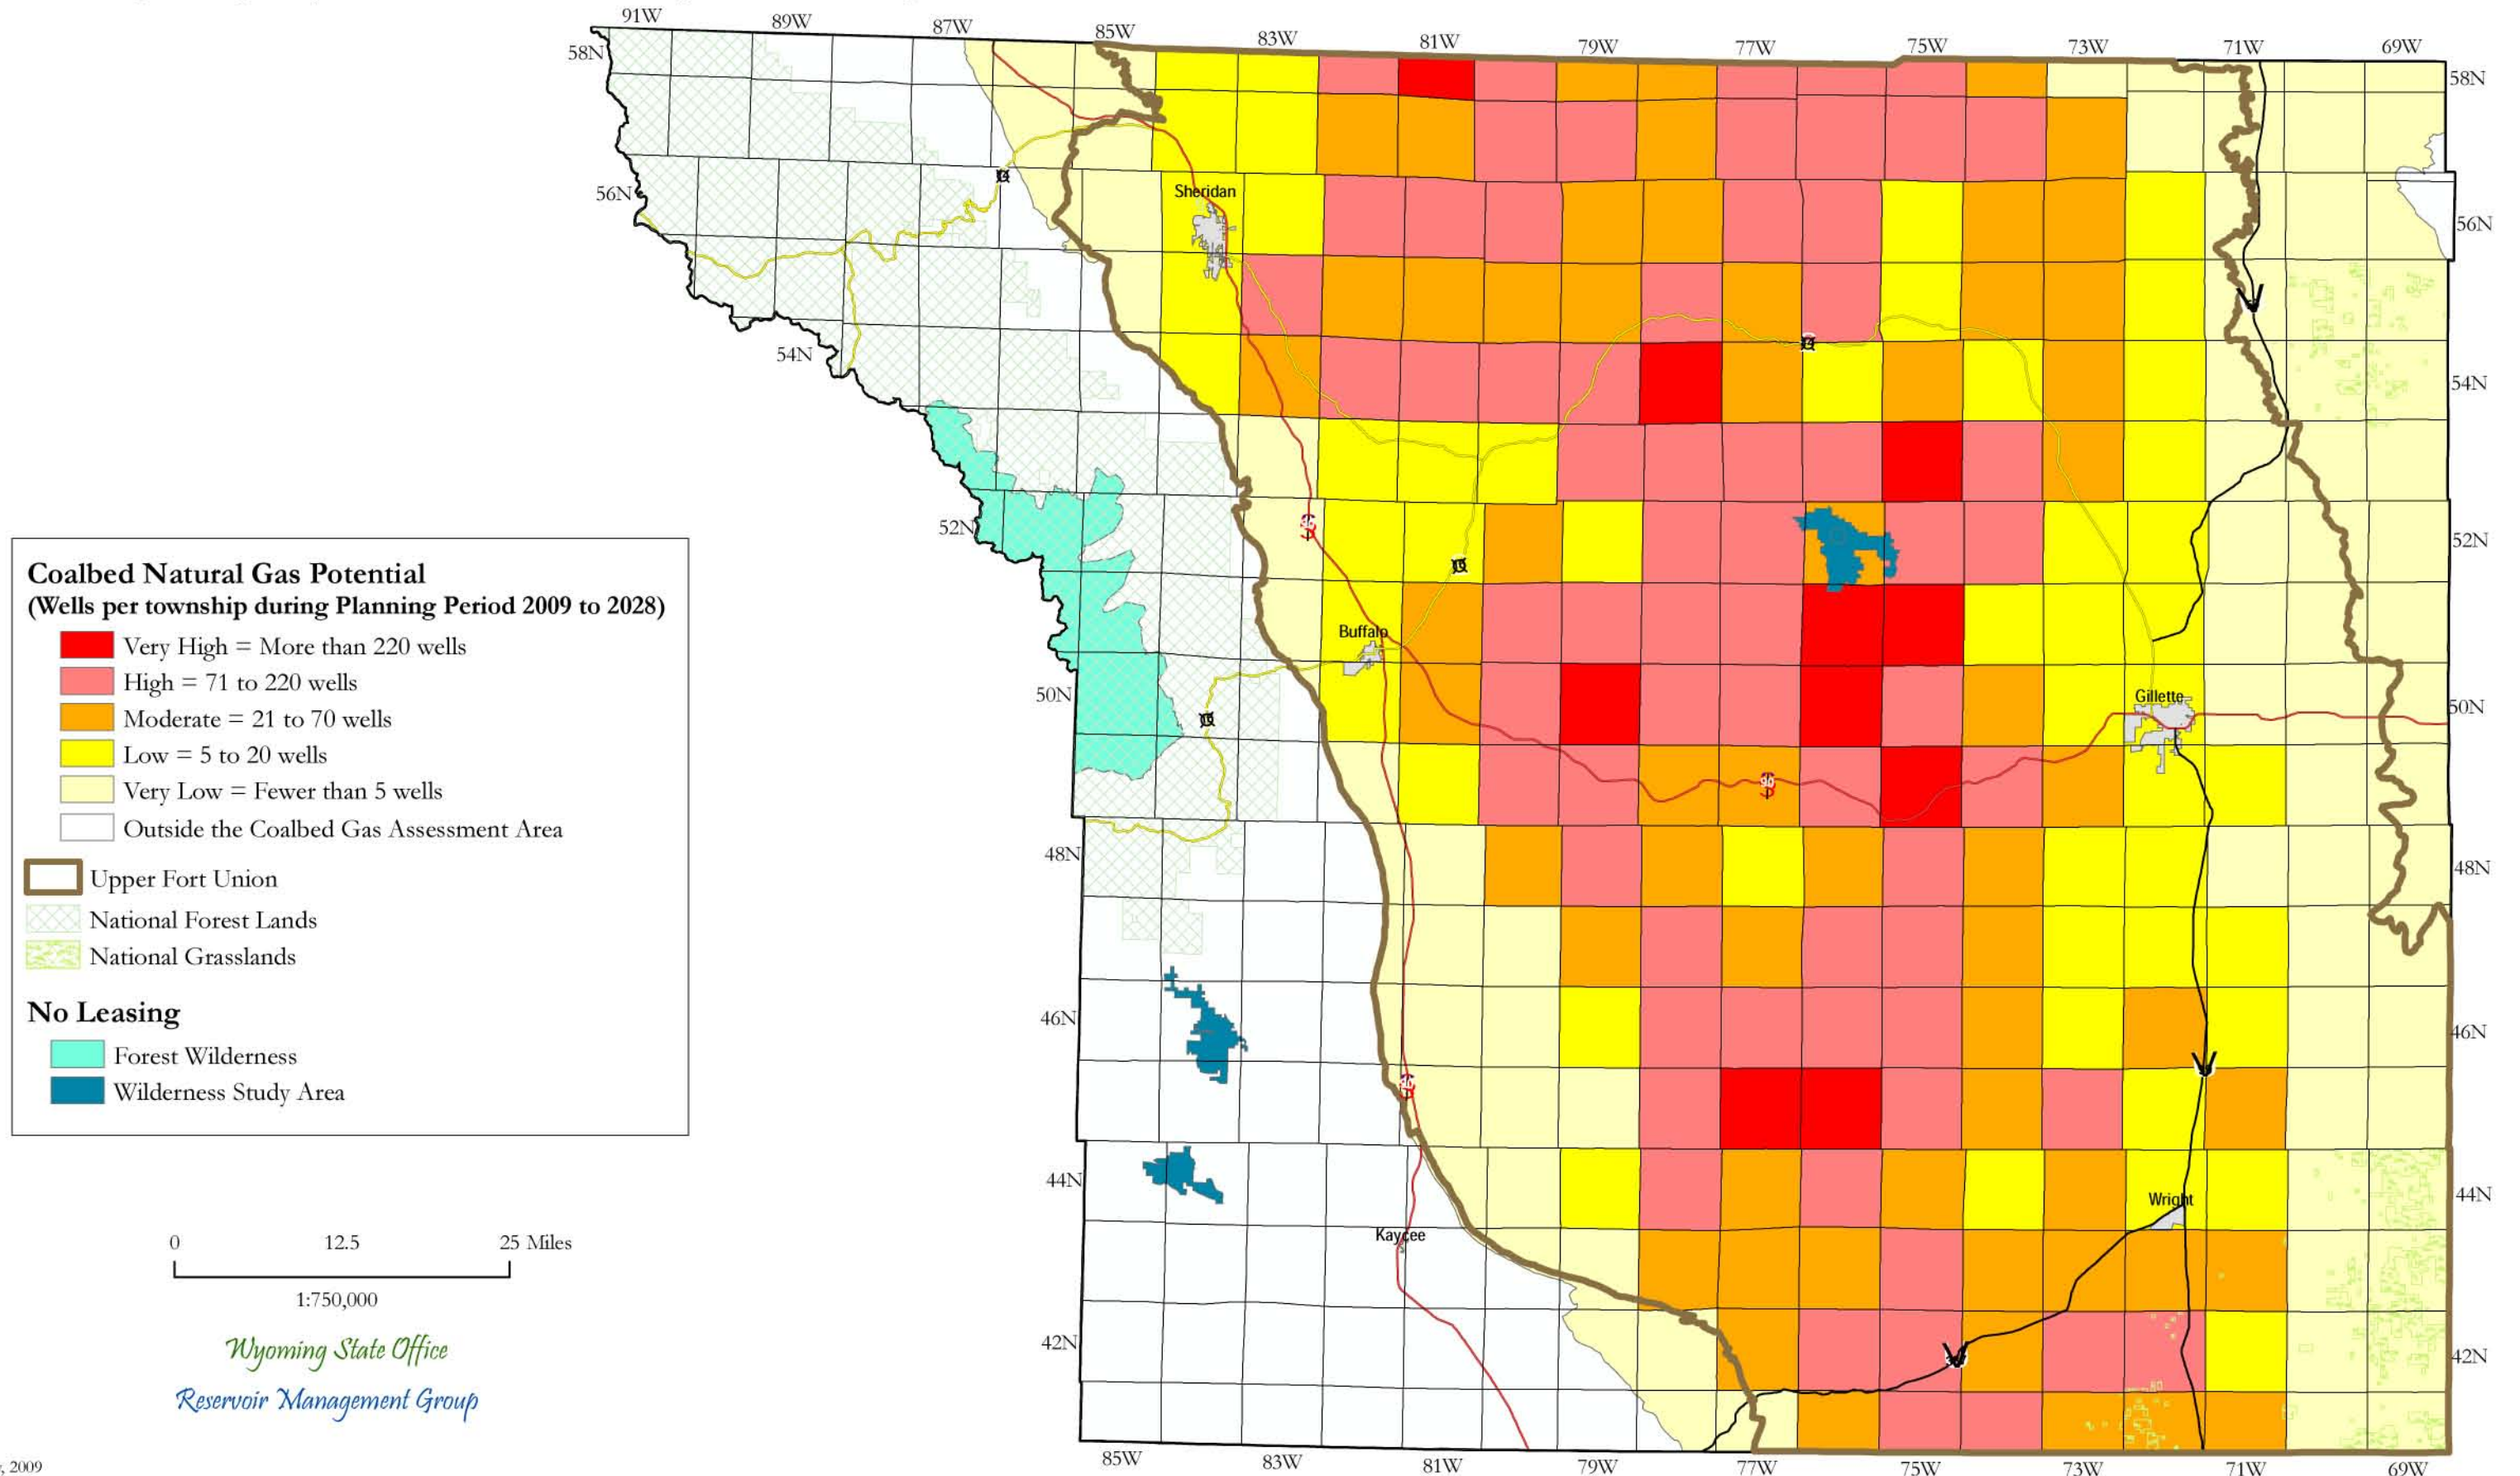 91W 89W 87W 85W 83W 81W 79W 77W 75W 73W 71W 69W
58N 58N
56N 56N
Sheridan
54N 54N
52N 52N
Buffalo
50N 50N
Gillette
48N 48N
46N 46N
44N 44N
Wright
Kaycee
42N 42N
85W 83W 81W 79W 77W 75W 73W 71W 69W
Coalbed Natural Gas Potential
(Wells per township during Planning Period 2009 to 2028)
Very High = More than 220 wells
High = 71 to 220 wells
Moderate = 21 to 70 wells
Low = 5 to 20 wells
Very Low = Fewer than 5 wells
Outside the Coalbed Gas Assessment Area
Upper Fort Union
National Forest Lands
National Grasslands
No Leasing
Forest Wilderness
Wilderness Study Area
0 12.5 25 Miles
1:750,000
Wyoming State Office
Reservoir Management Group
, 2009